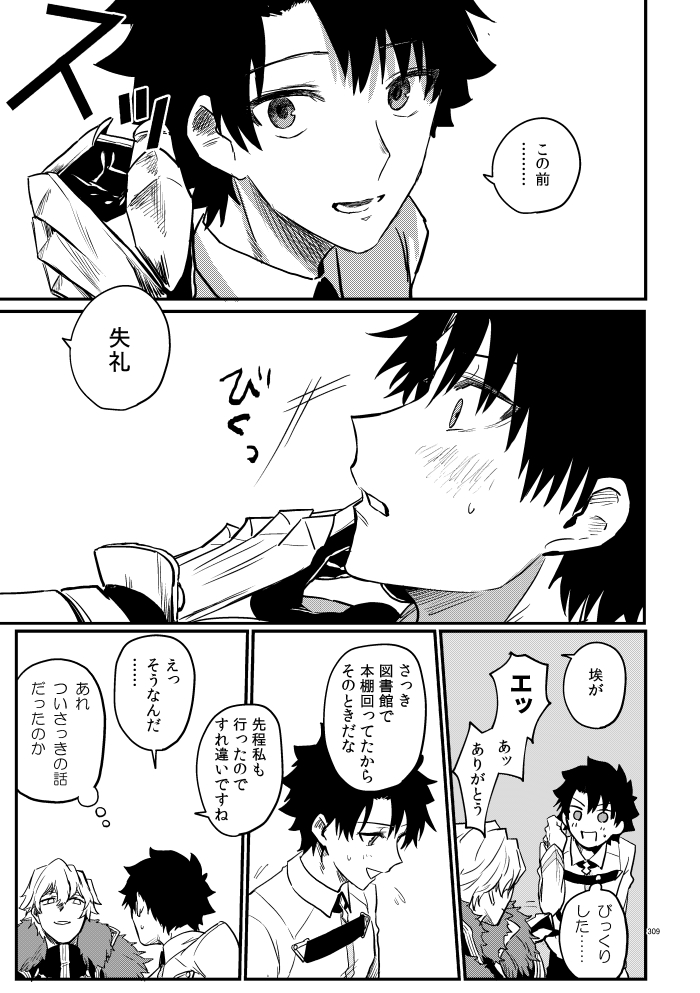 スッ
この前
………
失礼
びくっ
埃が
エッ
あッ
ありがとう
びっくり
した……
309
さっき
図書館で
本棚回ってたから
そのときだな
先程私も
行ったので
すれ違いですね
えっ
そうなんだ
……
あれ
ついさっきの話
だったのか